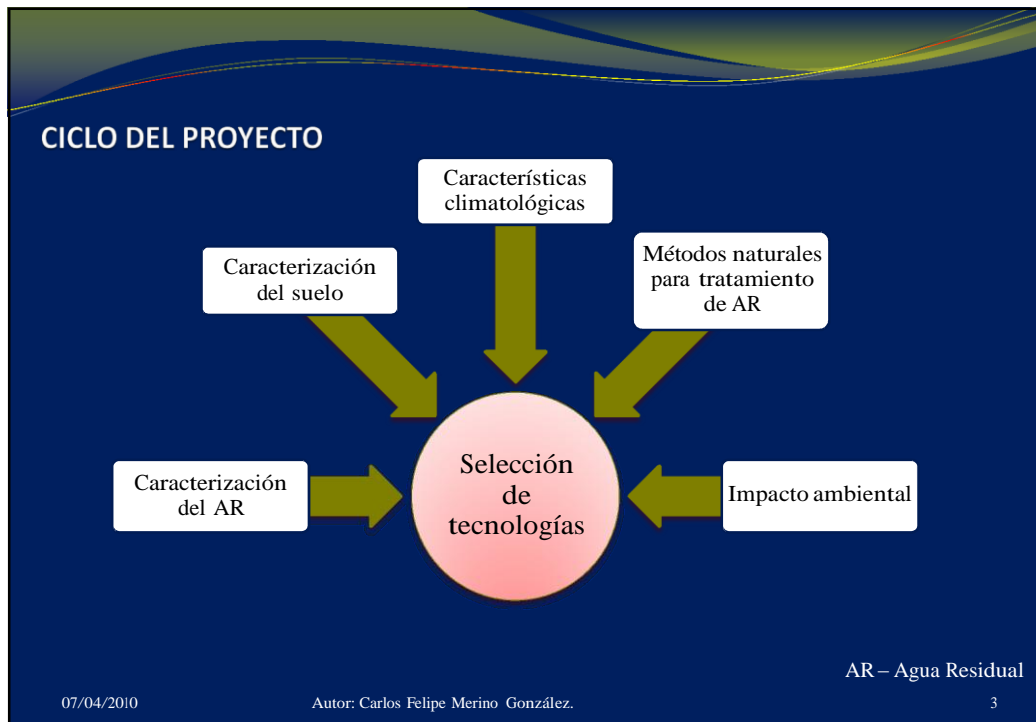 CICLO DEL PROYECTO
Características
climatológicas
Caracterización
del suelo
Métodos naturales
para tratamiento
de AR
Caracterización
del AR
Selección
de
tecnologías
Impacto ambiental
AR – Agua Residual
07/04/2010
Autor: Carlos Felipe Merino González.
3